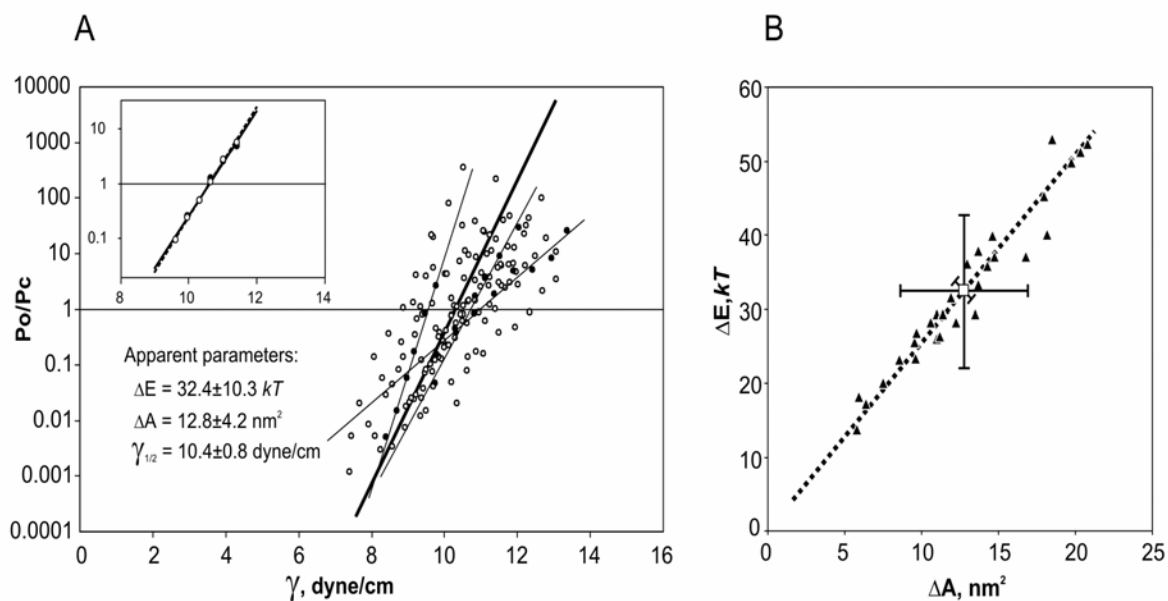 A
10000
1000
100
10
1
0.1
0.01
0.001
0.0001
Po/Pc
10
1
0.1
8 10 12 14
Apparent parameters:
ΔE = 32.4±10.3 kT
ΔA = 12.8±4.2 nm²
γ1/2 = 10.4±0.8 dyne/cm
0 2 4 6 8 10 12 14 16
γ, dyne/cm
B
60
50
40
30
20
10
0
ΔE, kT
0 5 10 15 20 25
ΔA, nm²